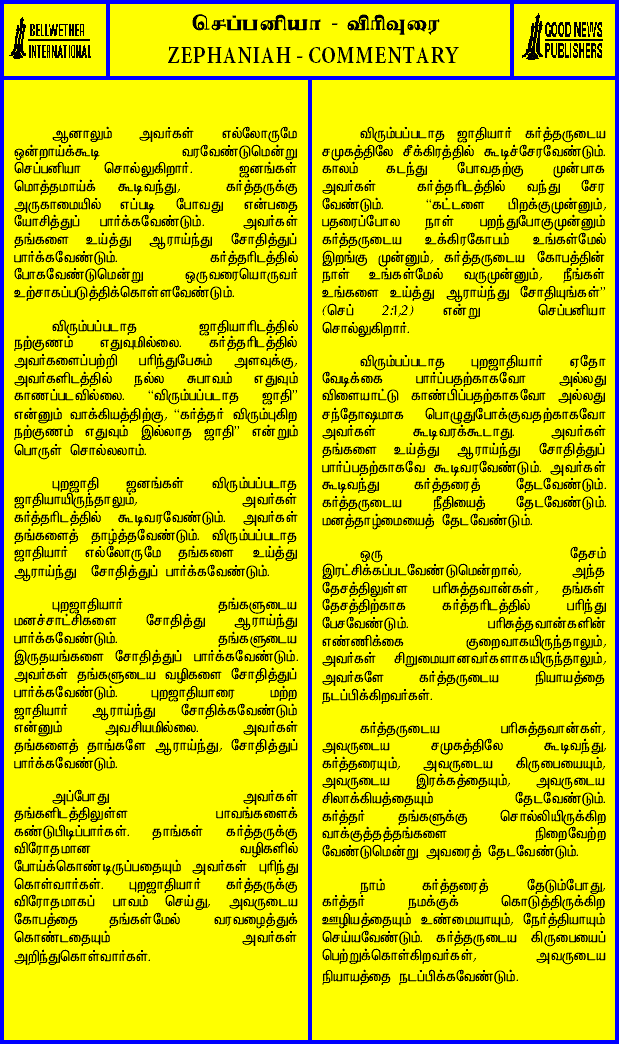 BELLWETHER
INTERNATIONAL
செப்பனியா - விரிவுரை
ZEPHANIAH - COMMENTARY
GOOD NEWS
PUBLISHERS
ஆனாலும் அவர்கள் எல்லோருமே
ஒன்றாய்க்கூடி வரவேண்டுமென்று
செப்பனியா சொல்லுகிறார். ஜனங்கள்
மொத்தமாய்க் கூடிவந்து, கர்த்தருக்கு
அருகாமையில் எப்படி போவது என்பதை
யோசித்துப் பார்க்கவேண்டும். அவர்கள்
தங்களை உய்த்து ஆராய்ந்து சோதித்துப்
பார்க்கவேண்டும். கர்த்தரிடத்தில்
போகவேண்டுமென்று ஒருவரையொருவர்
உற்சாகப்படுத்திக்கொள்ளவேண்டும்.
விரும்பப்படாத ஜாதியாரிடத்தில்
நற்குணம் எதுவுமில்லை. கர்த்தரிடத்தில்
அவர்களைப்பற்றி பரிந்துபேசும் அளவுக்கு,
அவர்களிடத்தில் நல்ல சுபாவம் எதுவும்
காணப்படவில்லை. “விரும்பப்படாத ஜாதி”
என்னும் வாக்கியத்திற்கு, “கர்த்தர் விரும்புகிற
நற்குணம் எதுவும் இல்லாத ஜாதி” என்றும்
பொருள் சொல்லலாம்.
புறஜாதி ஜனங்கள் விரும்பப்படாத
ஜாதியாயிருந்தாலும், அவர்கள்
கர்த்தரிடத்தில் கூடிவரவேண்டும். அவர்கள்
தங்களைத் தாழ்த்தவேண்டும். விரும்பப்படாத
ஜாதியார் எல்லோருமே தங்களை உய்த்து
ஆராய்ந்து சோதித்துப் பார்க்கவேண்டும்.
புறஜாதியார் தங்களுடைய
மனச்சாட்சிகளை சோதித்து ஆராய்ந்து
பார்க்கவேண்டும். தங்களுடைய
இருதயங்களை சோதித்துப் பார்க்கவேண்டும்.
அவர்கள் தங்களுடைய வழிகளை சோதித்துப்
பார்க்கவேண்டும். புறஜாதியாரை மற்ற
ஜாதியார் ஆராய்ந்து சோதிக்கவேண்டும்
என்னும் அவசியமில்லை. அவர்கள்
தங்களைத் தாங்களே ஆராய்ந்து, சோதித்துப்
பார்க்கவேண்டும்.
அப்போது அவர்கள்
தங்களிடத்திலுள்ள பாவங்களைக்
கண்டுபிடிப்பார்கள். தாங்கள் கர்த்தருக்கு
விரோதமான வழிகளில்
போய்க்கொண்டிருப்பதையும் அவர்கள் புரிந்து
கொள்வார்கள். புறஜாதியார் கர்த்தருக்கு
விரோதமாகப் பாவம் செய்து, அவருடைய
கோபத்தை தங்கள்மேல் வரவழைத்துக்
கொண்டதையும் அவர்கள்
அறிந்துகொள்வார்கள்.
விரும்பப்படாத ஜாதியார் கர்த்தருடைய
சமுகத்திலே சீக்கிரத்தில் கூடிச்சேரவேண்டும்.
காலம் கடந்து போவதற்கு முன்பாக
அவர்கள் கர்த்தரிடத்தில் வந்து சேர
வேண்டும். “கட்டளை பிறக்குமுன்னும்,
பதரைப்போல நாள் பறந்துபோகுமுன்னும்
கர்த்தருடைய உக்கிரகோபம் உங்கள்மேல்
இறங்கு முன்னும், கர்த்தருடைய கோபத்தின்
நாள் உங்கள்மேல் வருமுன்னும், நீங்கள்
உங்களை உய்த்து ஆராய்ந்து சோதியுங்கள்”
(செப் 2:1,2) என்று செப்பனியா
சொல்லுகிறார்.
விரும்பப்படாத புறஜாதியார் ஏதோ
வேடிக்கை பார்ப்பதற்காகவோ அல்லது
விளையாட்டு காண்பிப்பதற்காகவோ அல்லது
சந்தோஷமாக பொழுதுபோக்குவதற்காகவோ
அவர்கள் கூடிவரக்கூடாது. அவர்கள்
தங்களை உய்த்து ஆராய்ந்து சோதித்துப்
பார்ப்பதற்காகவே கூடிவரவேண்டும். அவர்கள்
கூடிவந்து கர்த்தரைத் தேடவேண்டும்.
கர்த்தருடைய நீதியைத் தேடவேண்டும்.
மனத்தாழ்மையைத் தேடவேண்டும்.
ஒரு தேசம்
இரட்சிக்கப்படவேண்டுமென்றால், அந்த
தேசத்திலுள்ள பரிசுத்தவான்கள், தங்கள்
தேசத்திற்காக கர்த்தரிடத்தில் பரிந்து
பேசவேண்டும். பரிசுத்தவான்களின்
எண்ணிக்கை குறைவாகயிருந்தாலும்,
அவர்கள் சிறுமையானவர்களாகயிருந்தாலும்,
அவர்களே கர்த்தருடைய நியாயத்தை
நடப்பிக்கிறவர்கள்.
கர்த்தருடைய பரிசுத்தவான்கள்,
அவருடைய சமுகத்திலே கூடிவந்து,
கர்த்தரையும், அவருடைய கிருபையையும்,
அவருடைய இரக்கத்தையும், அவருடைய
சிலாக்கியத்தையும் தேடவேண்டும்.
கர்த்தர் தங்களுக்கு சொல்லியிருக்கிற
வாக்குத்தத்தங்களை நிறைவேற்ற
வேண்டுமென்று அவரைத் தேடவேண்டும்.
நாம் கர்த்தரைத் தேடும்போது,
கர்த்தர் நமக்குக் கொடுத்திருக்கிற
ஊழியத்தையும் உண்மையாயும், நேர்த்தியாயும்
செய்யவேண்டும். கர்த்தருடைய கிருபையைப்
பெற்றுக்கொள்கிறவர்கள், அவருடைய
நியாயத்தை நடப்பிக்கவேண்டும்.